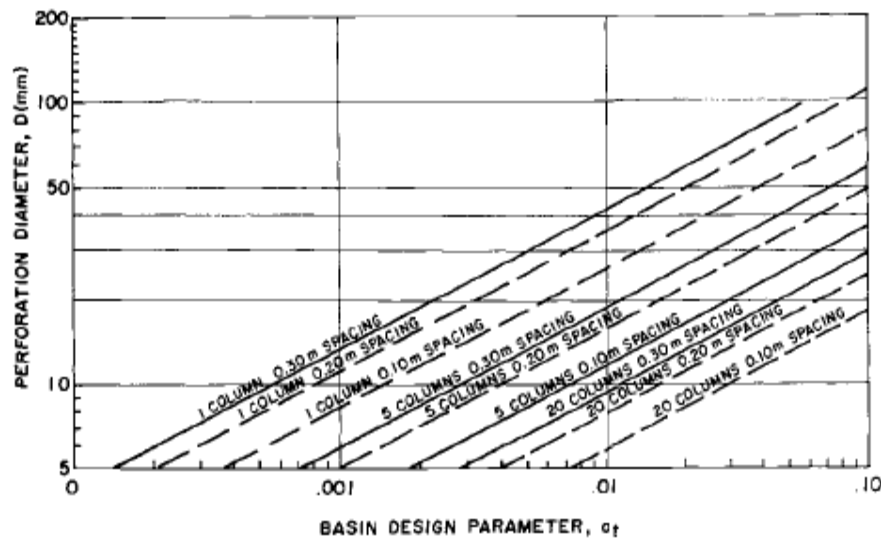 200
100
50
10
5
PERFORATION DIAMETER, D(mm)
1 COLUMN 0.30m SPACING
1 COLUMN 0.20m SPACING
1 COLUMN 0.10m SPACING
5 COLUMNS 0.30m SPACING
5 COLUMNS 0.20m SPACING
5 COLUMNS 0.10m SPACING
20 COLUMNS 0.30m SPACING
20 COLUMNS 0.20m SPACING
20 COLUMNS 0.10m SPACING
0 .001 .01 .10
BASIN DESIGN PARAMETER, a_t